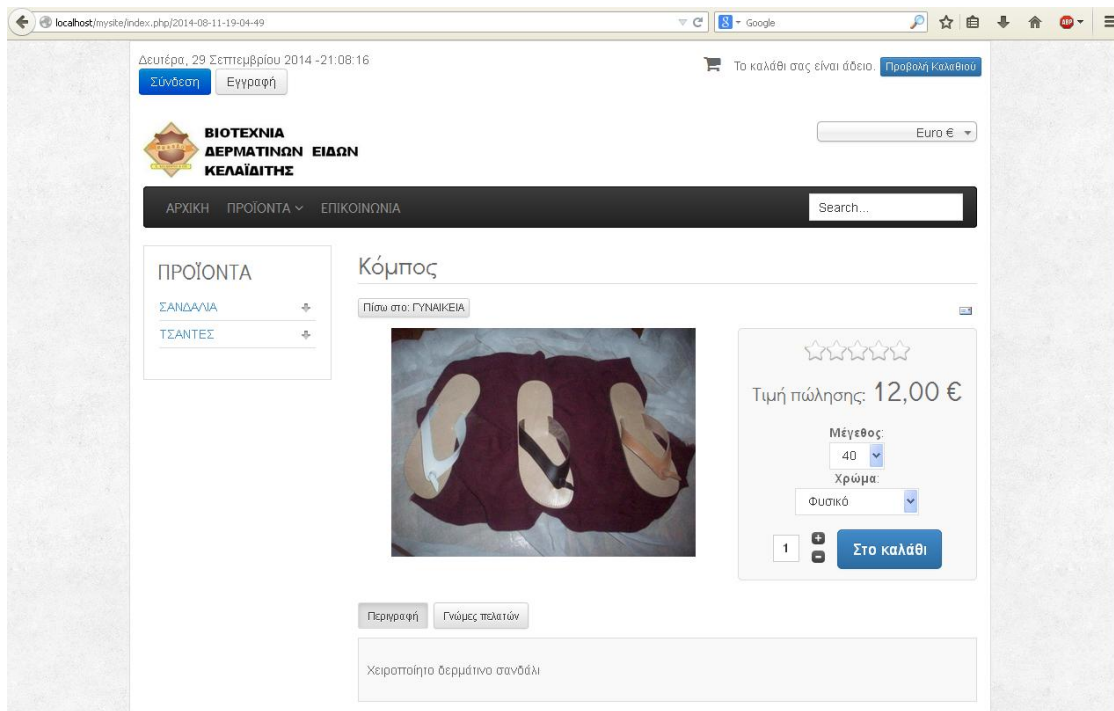 localhost/mysite/index.php/2014-08-11-19-04-49
Google
ABP
Δευτέρα, 29 Σεπτεμβρίου 2014 -21:08:16
Το καλάθι σας είναι άδειο.
Προβολή Καλαθιού
Σύνδεση
Εγγραφή
ΒΙΟΤΕΧΝΙΑ
ΔΕΡΜΑΤΙΝΩΝ ΕΙΔΩΝ
ΚΕΛΑΪΔΙΤΗΣ
Euro €
ΑΡΧΙΚΗ ΠΡΟΪΟΝΤΑ ΕΠΙΚΟΙΝΩΝΙΑ
Search...
ΠΡΟΪΟΝΤΑ
ΣΑΝΔΑΛΙΑ
ΤΣΑΝΤΕΣ
Κόμπος
Πίσω στο: ΓΥΝΑΙΚΕΙΑ
Τιμή πώλησης: 12,00 €
Μέγεθος:
40
Χρώμα:
Φυσικό
1
Στο καλάθι
Περιγραφή
Γνώμες πελατών
Χειροποίητο δερμάτινο σανδάλι